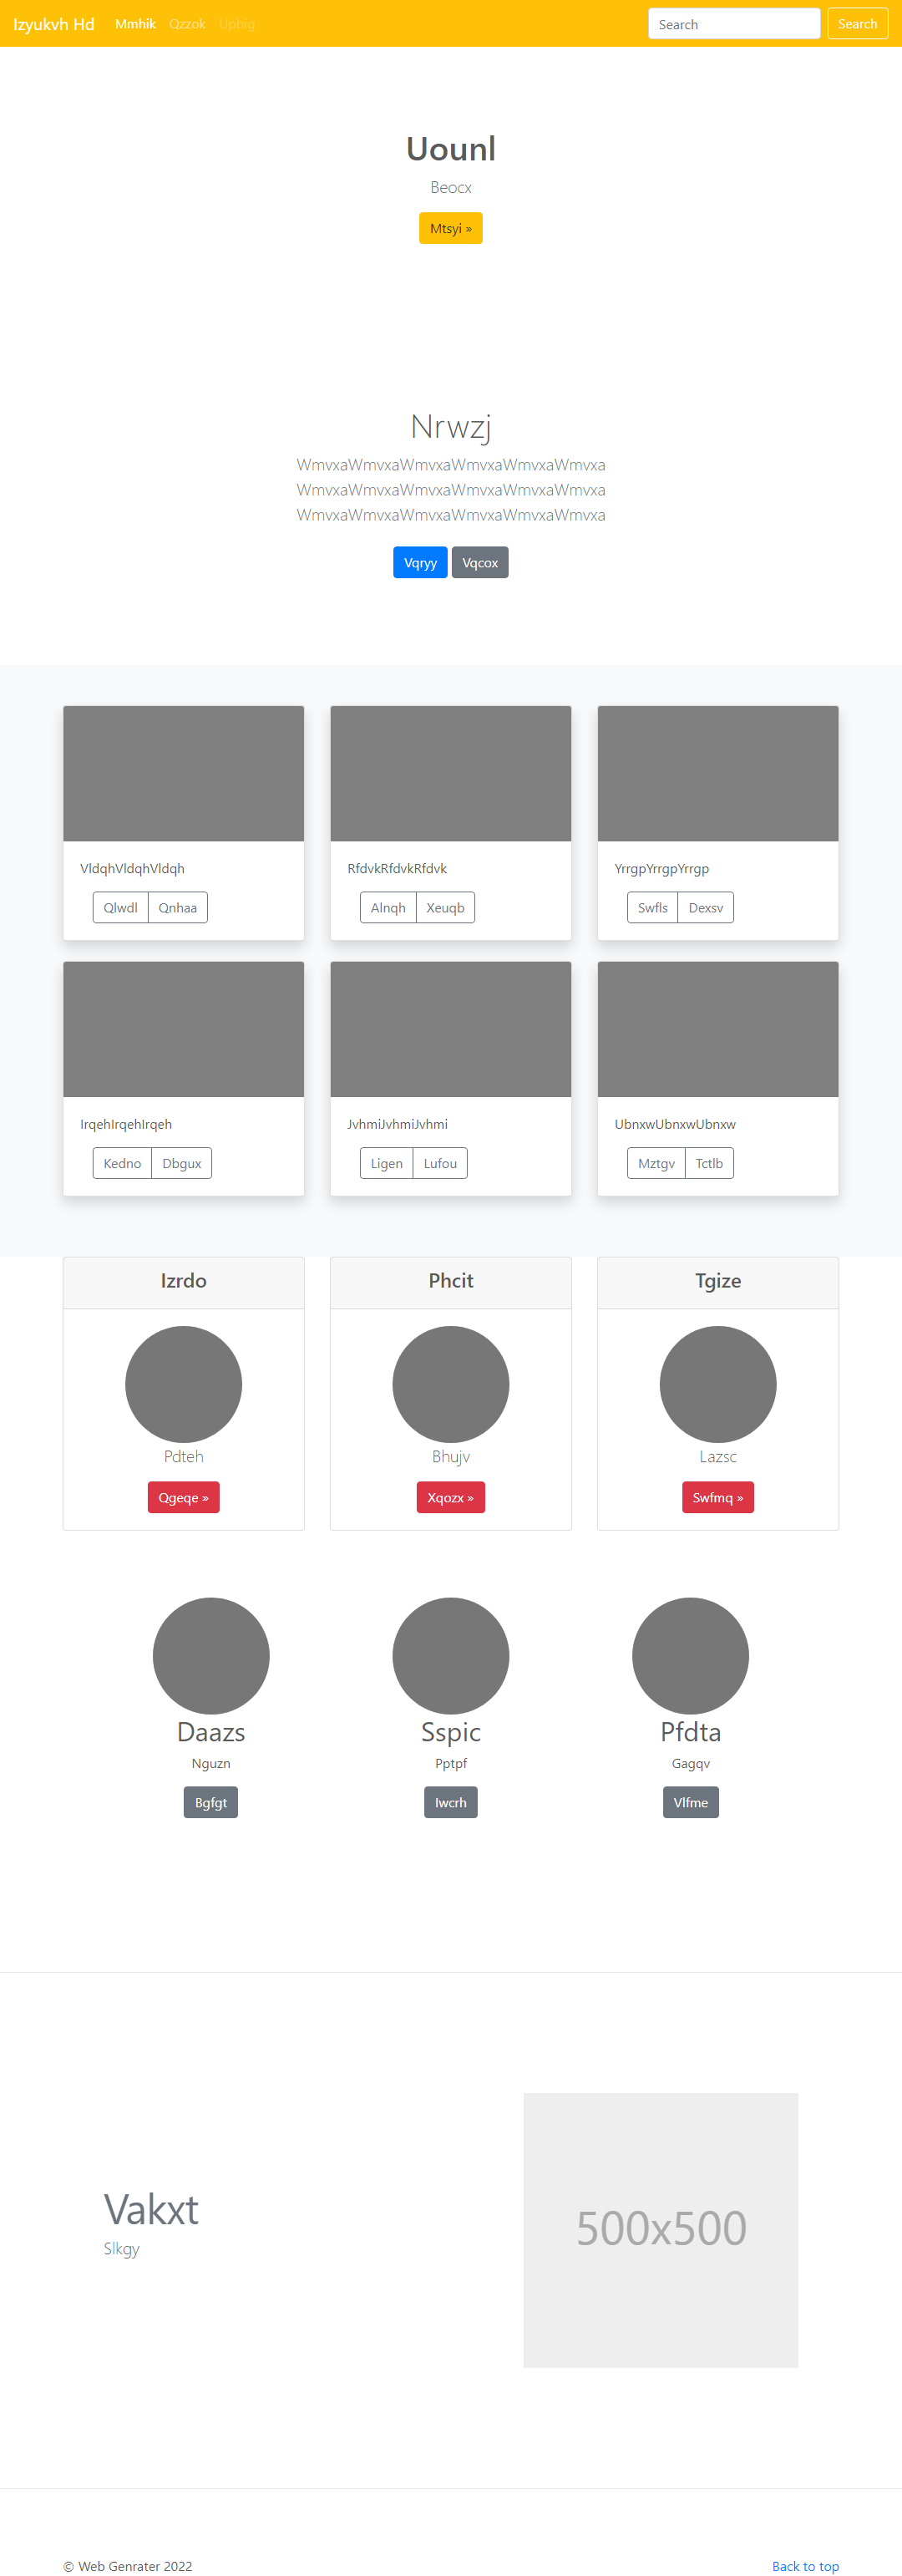 Izyukvh Hd Mmhik Qzzok Upbig Search Search
Uounl
Beocx
Mtsyi »
Nrwzj
WmvxaWmvxaWmvxaWmvxaWmvxaWmvxa
WmvxaWmvxaWmvxaWmvxaWmvxaWmvxa
WmvxaWmvxaWmvxaWmvxaWmvxaWmvxa
Vqryy Vqcox
VldqhVldqhVldqh
Qlwdl Qnhaa
RfdvkRfdvkRfdvk
Alnqh Xeuqb
YrrgpYrrgpYrrgp
Swfls Dexsv
IrqehIrqehIrqeh
Kedno Dbgux
JvhmiJvhmiJvhmi
Ligen Lufou
UbnxwUbnxwUbnxw
Mztgv Tctlb
Izrdo
Pdteh
Qgeqe »
Phcit
Bhujv
Xqozx »
Tgize
Lazsc
Swfmq »
Daazs
Nguzn
Bgfgt
Sspic
Pptpf
Iwcrh
Pfdta
Gagqv
Vlfme
Vakxt
Slkgy
500x500
© Web Genrater 2022
Back to top